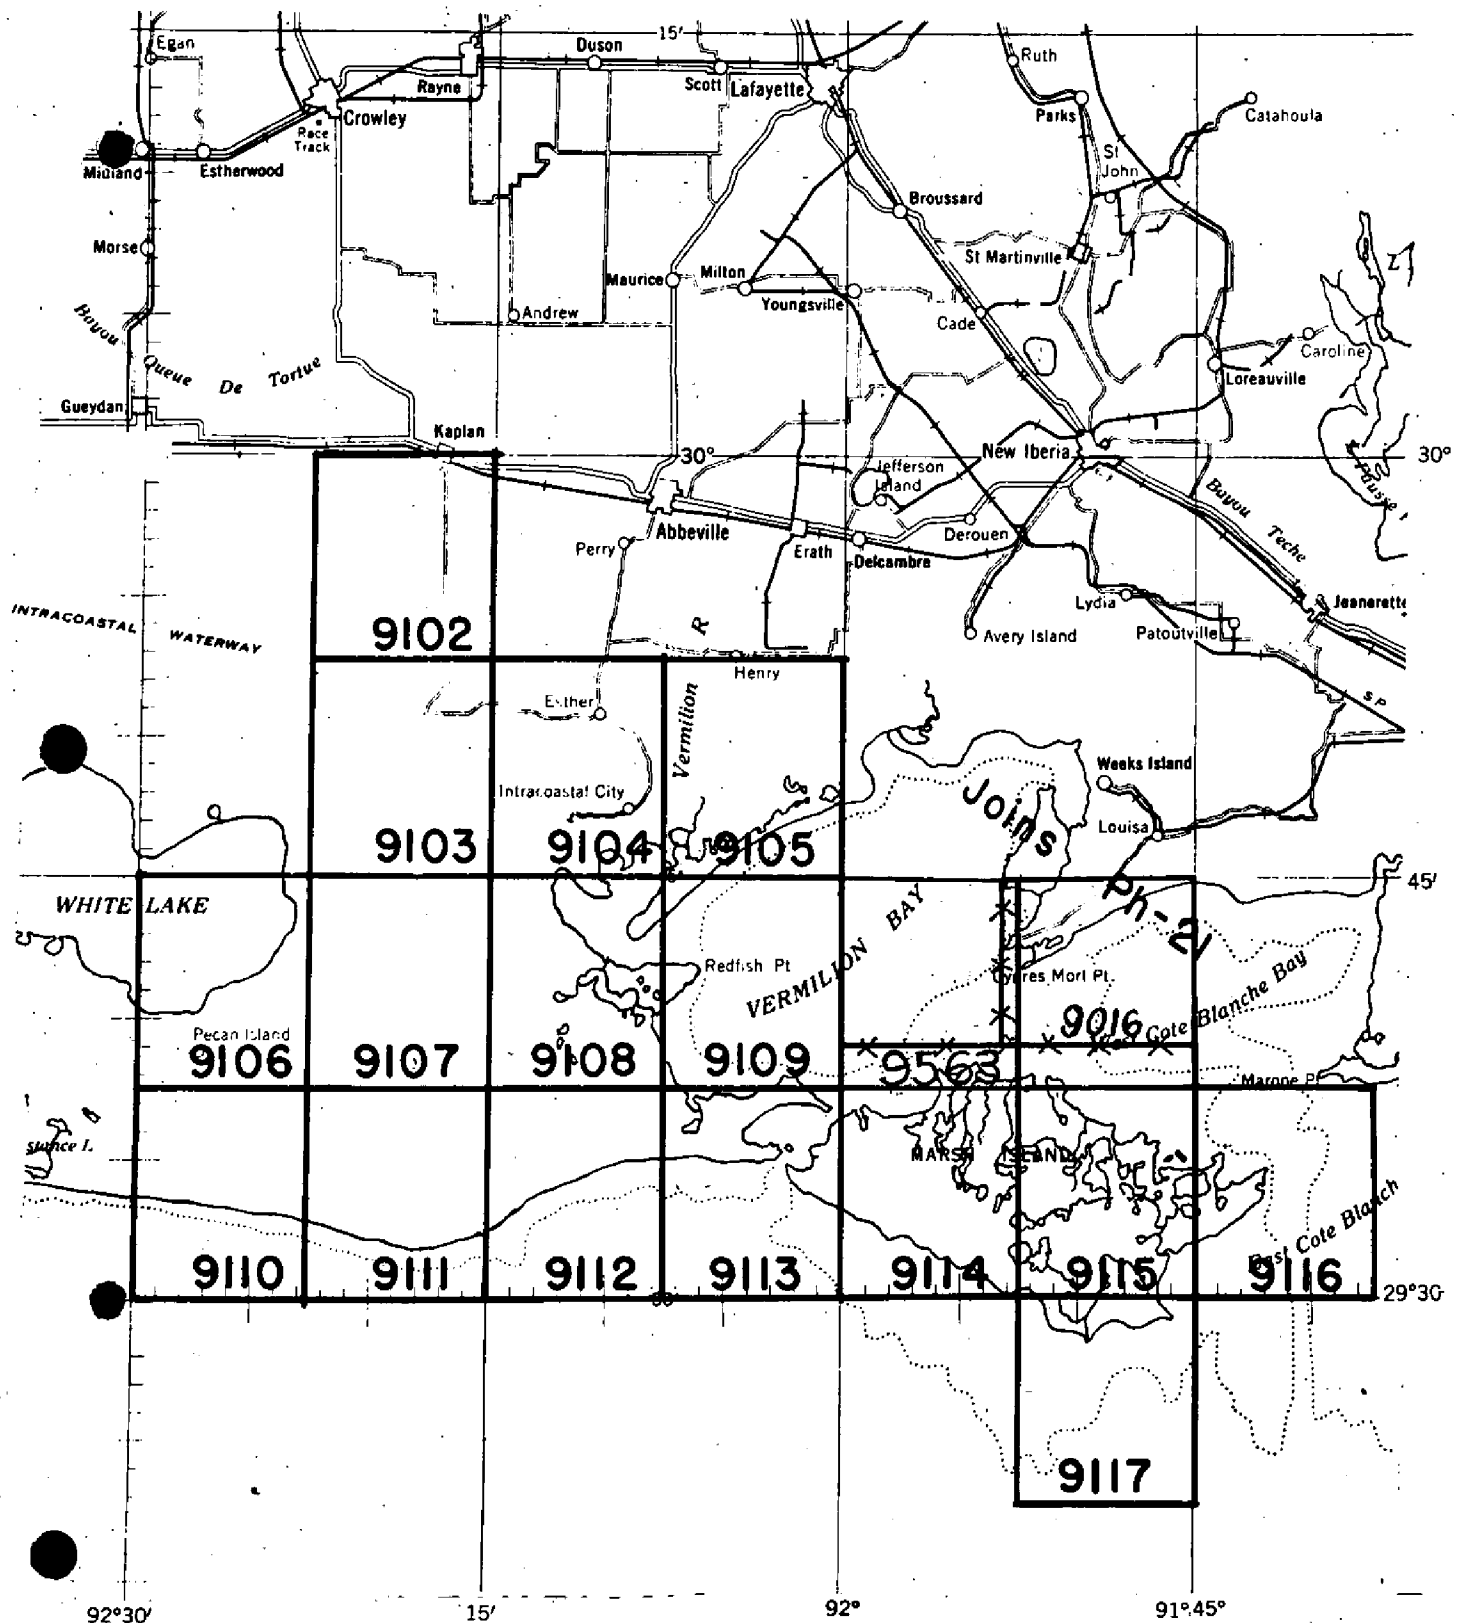 15'
Egan
Duson
Ruth
Rayne
Scott
Lafayette
Crowley
Race
Track
Parks
Catahoula
St
John
Midland
Estherwood
Broussard
Morse
St Martinville
Maurice
Milton
Youngsville
Andrew
Cade
Bayou Queue De Tortue
Caroline
Loreauville
Gueydan
Kaplan
30°
New Iberia
30°
Jefferson
Island
Bayou Teche
Abbeville
Perry
Erath
Delcambre
Derouen
Lydia
Jeanerette
INTRACOASTAL WATERWAY
9102
R
Avery Island
Patoutville
Henry
Esther
Vermilion
S P
Weeks Island
Intracoastal City
Joins
Louisa
9103
9104
9105
45'
WHITE LAKE
Ph-21
Redfish Pt
VERMILION BAY
Cypres Mort Pt.
Cote Blanche Bay
Pecan Island
9016
9106
9107
9108
9109
9563
Marone P
MARSH ISLAND
East Cote Blanch
9110
9111
9112
9113
9114
9115
9116
29°30'
9117
92°30'
15'
92°
91°45'